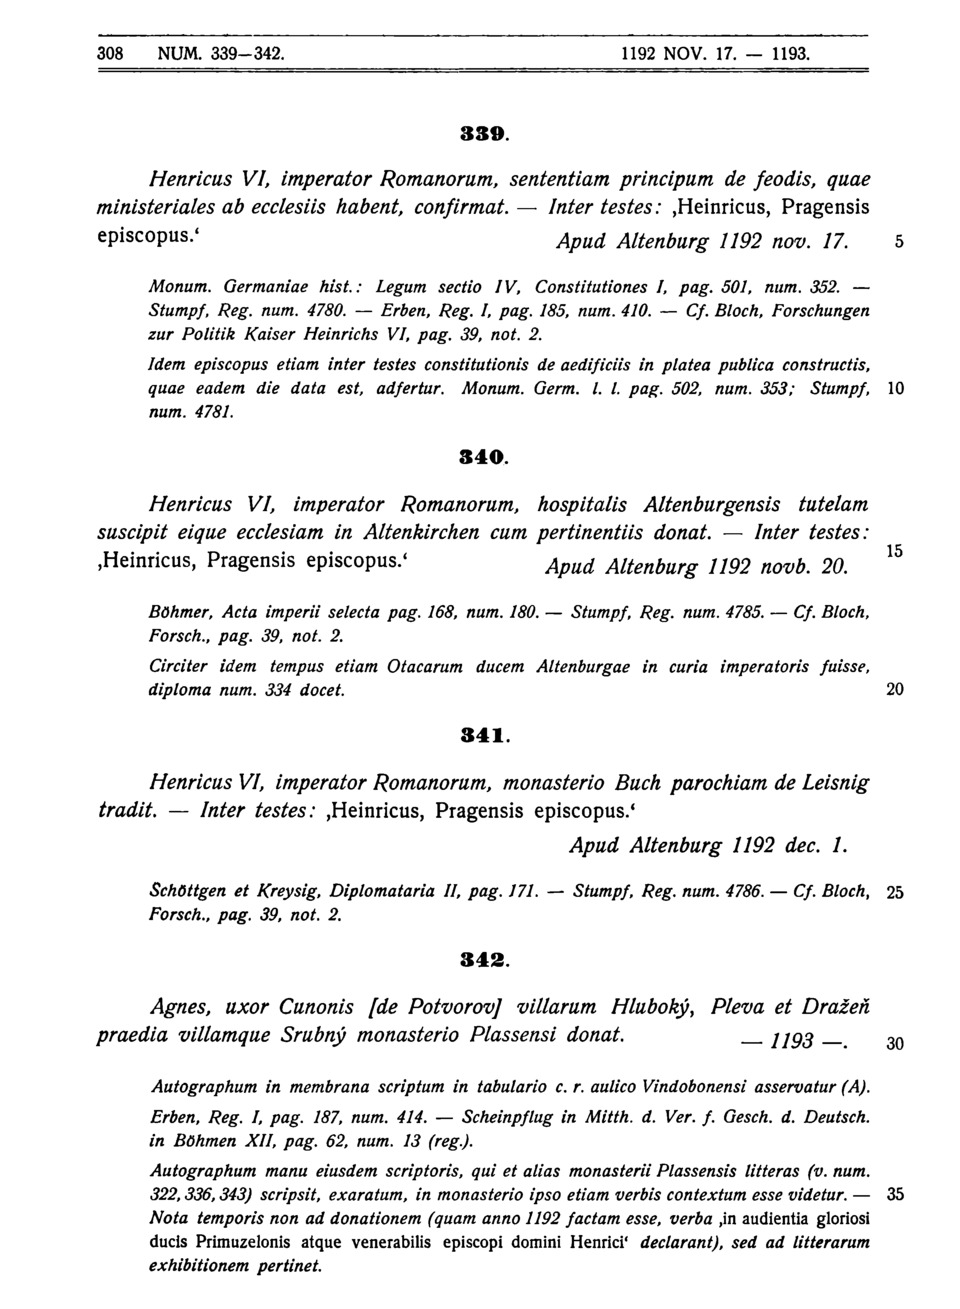 308 NUM. 339—342. 1192 NOV. 17. — 1193.
339.
Henricus VI, imperator Romanorum, sententiam principum de feodis, quae
ministeriales ab ecclesiis habent, confirmat. — Inter testes: ‚Heinricus, Pragensis
episcopus.‘ Apud Altenburg 1192 nov. 17. 5
Monum. Germaniae hist.: Legum sectio IV, Constitutiones I, pag. 501, num. 352. —
Stumpf, Reg. num. 4780. — Erben, Reg. I, pag. 185, num. 410. — Cf. Bloch, Forschungen
zur Politik Kaiser Heinrichs VI, pag. 39, not. 2.
Idem episcopus etiam inter testes constitutionis de aedificiis in platea publica constructis,
quae eadem die data est, adfertur. Monum. Germ. l. l. pag. 502, num. 353; Stumpf, 10
num. 4781.
340.
Henricus VI, imperator Romanorum, hospitalis Altenburgensis tutelam
suscipit eique ecclesiam in Altenkirchen cum pertinentiis donat. — Inter testes:
‚Heinricus, Pragensis episcopus.‘ Apud Altenburg 1192 novb. 20. 15
Böhmer, Acta imperii selecta pag. 168, num. 180. — Stumpf, Reg. num. 4785. — Cf. Bloch,
Forsch., pag. 39, not. 2.
Circiter idem tempus etiam Otacarum ducem Altenburgae in curia imperatoris fuisse,
diploma num. 334 docet. 20
341.
Henricus VI, imperator Romanorum, monasterio Buch parochiam de Leisnig
tradit. — Inter testes: ‚Heinricus, Pragensis episcopus.‘
Apud Altenburg 1192 dec. 1.
Schöttgen et Kreysig, Diplomataria II, pag. 171. — Stumpf, Reg. num. 4786. — Cf. Bloch, 25
Forsch., pag. 39, not. 2.
342.
Agnes, uxor Cunonis [de Potvorov] villarum Hluboký, Pleva et Dražeň
praedia villamque Srubný monasterio Plassensi donat. — 1193 —. 30
Autographum in membrana scriptum in tabulario c. r. aulico Vindobonensi asservatur (A).
Erben, Reg. I, pag. 187, num. 414. — Scheinpflug in Mitth. d. Ver. f. Gesch. d. Deutsch.
in Böhmen XII, pag. 62, num. 13 (reg.).
Autographum manu eiusdem scriptoris, qui et alias monasterii Plassensis litteras (v. num.
322, 336, 343) scripsit, exaratum, in monasterio ipso etiam verbis contextum esse videtur. — 35
Nota temporis non ad donationem (quam anno 1192 factam esse, verba ‚in audientia gloriosi
ducis Primuzelonis atque venerabilis episcopi domini Henrici‘ declarant), sed ad litterarum
exhibitionem pertinet.